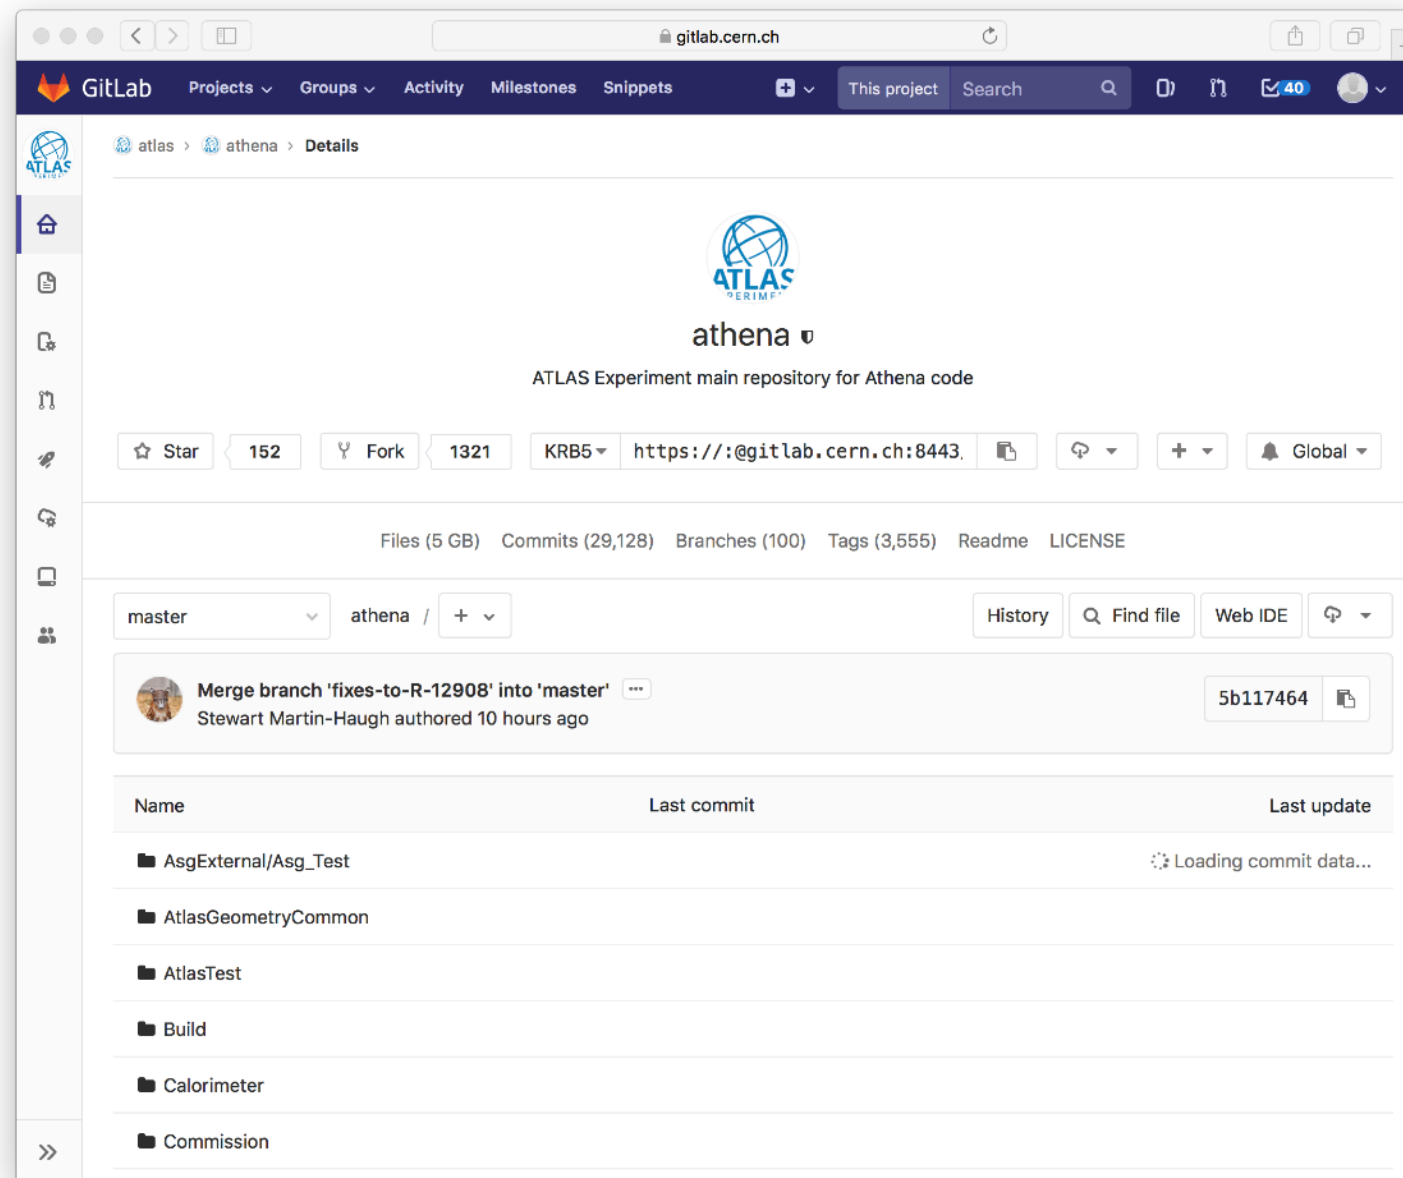 gitlab.cern.ch
GitLab Projects Groups Activity Milestones Snippets This project Search 40
ATLAS
atlas > athena > Details
ATLAS
athena
ATLAS Experiment main repository for Athena code
Star 152 Fork 1321 KRB5 https://:@gitlab.cern.ch:8443 Global
Files (5 GB) Commits (29,128) Branches (100) Tags (3,555) Readme LICENSE
master athena / + History Find file Web IDE
Merge branch 'fixes-to-R-12908' into 'master' ...
Stewart Martin-Haugh authored 10 hours ago
5b117464
Name Last commit Last update
AsgExternal/Asg_Test Loading commit data...
AtlasGeometryCommon
AtlasTest
Build
Calorimeter
Commission